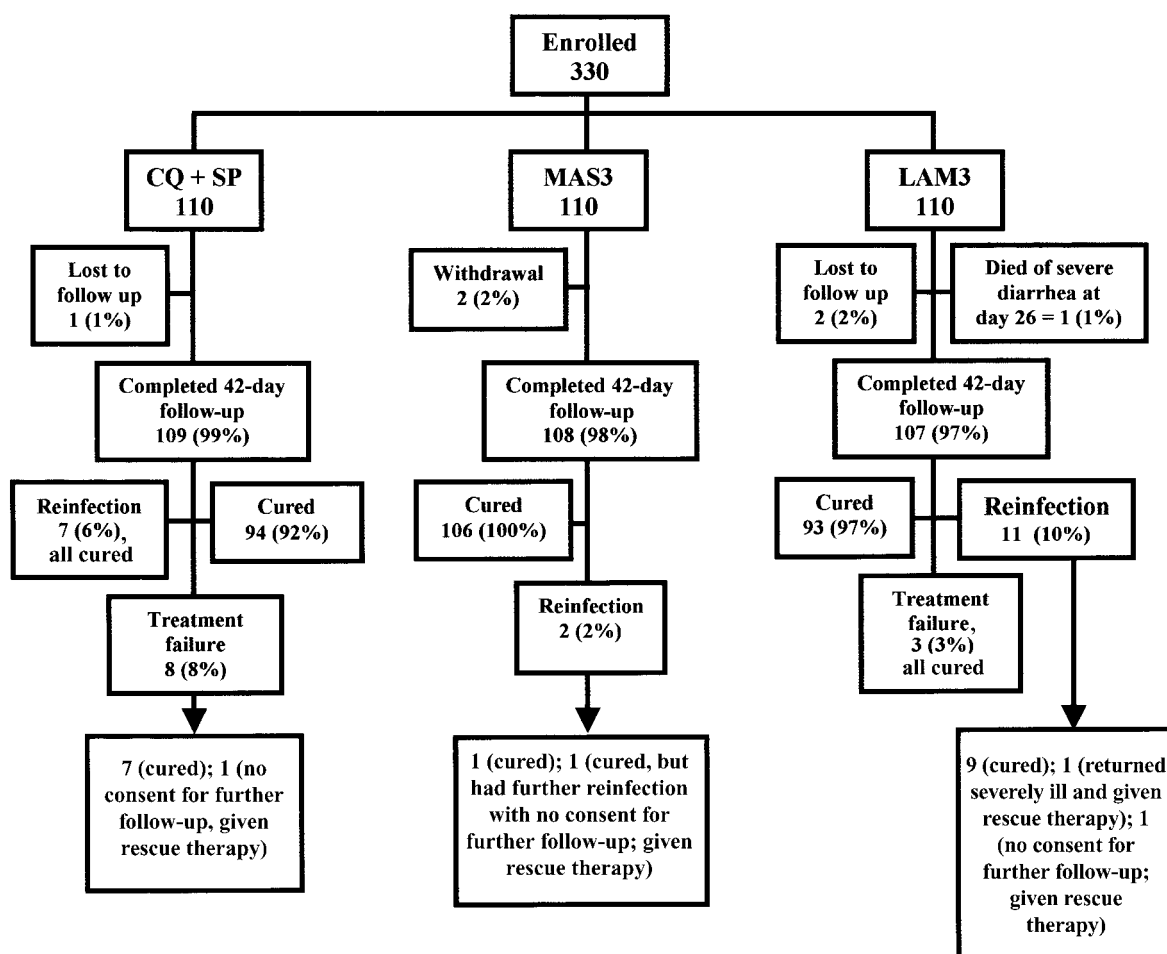 Enrolled
330
CQ + SP
110
MAS3
110
LAM3
110
Lost to
follow up
1 (1%)
Withdrawal
2 (2%)
Lost to
follow up
2 (2%)
Died of severe
diarrhea at
day 26 = 1 (1%)
Completed 42-day
follow-up
109 (99%)
Completed 42-day
follow-up
108 (98%)
Completed 42-day
follow-up
107 (97%)
Reinfection
7 (6%),
all cured
Cured
94 (92%)
Cured
106 (100%)
Cured
93 (97%)
Reinfection
11 (10%)
Treatment
failure
8 (8%)
Reinfection
2 (2%)
Treatment
failure,
3 (3%)
all cured
7 (cured); 1 (no
consent for further
follow-up, given
rescue therapy)
1 (cured); 1 (cured, but
had further reinfection
with no consent for
further follow-up; given
rescue therapy)
9 (cured); 1 (returned
severely ill and given
rescue therapy); 1
(no consent for
further follow-up;
given rescue
therapy)